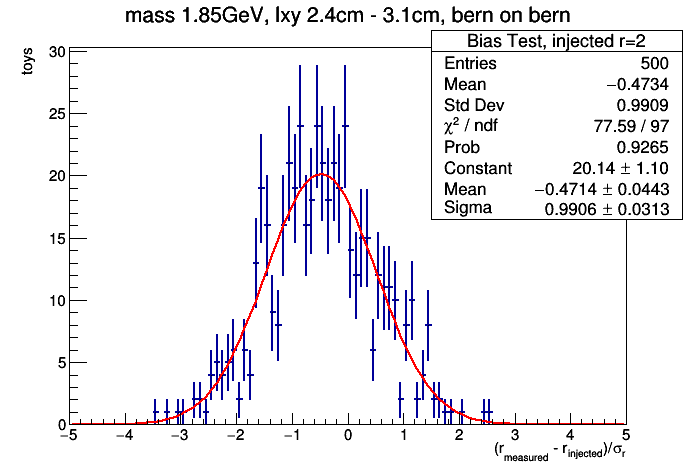 mass 1.85GeV, lxy 2.4cm - 3.1cm, bern on bern
toys
Bias Test, injected r=2
Entries 500
Mean −0.4734
Std Dev 0.9909
χ² / ndf 77.59 / 97
Prob 0.9265
Constant 20.14 ± 1.10
Mean −0.4714 ± 0.0443
Sigma 0.9906 ± 0.0313
30
25
20
15
10
5
0
−5 −4 −3 −2 −1 0 1 2 3 4 5
(r_measured - r_injected)/σ_r